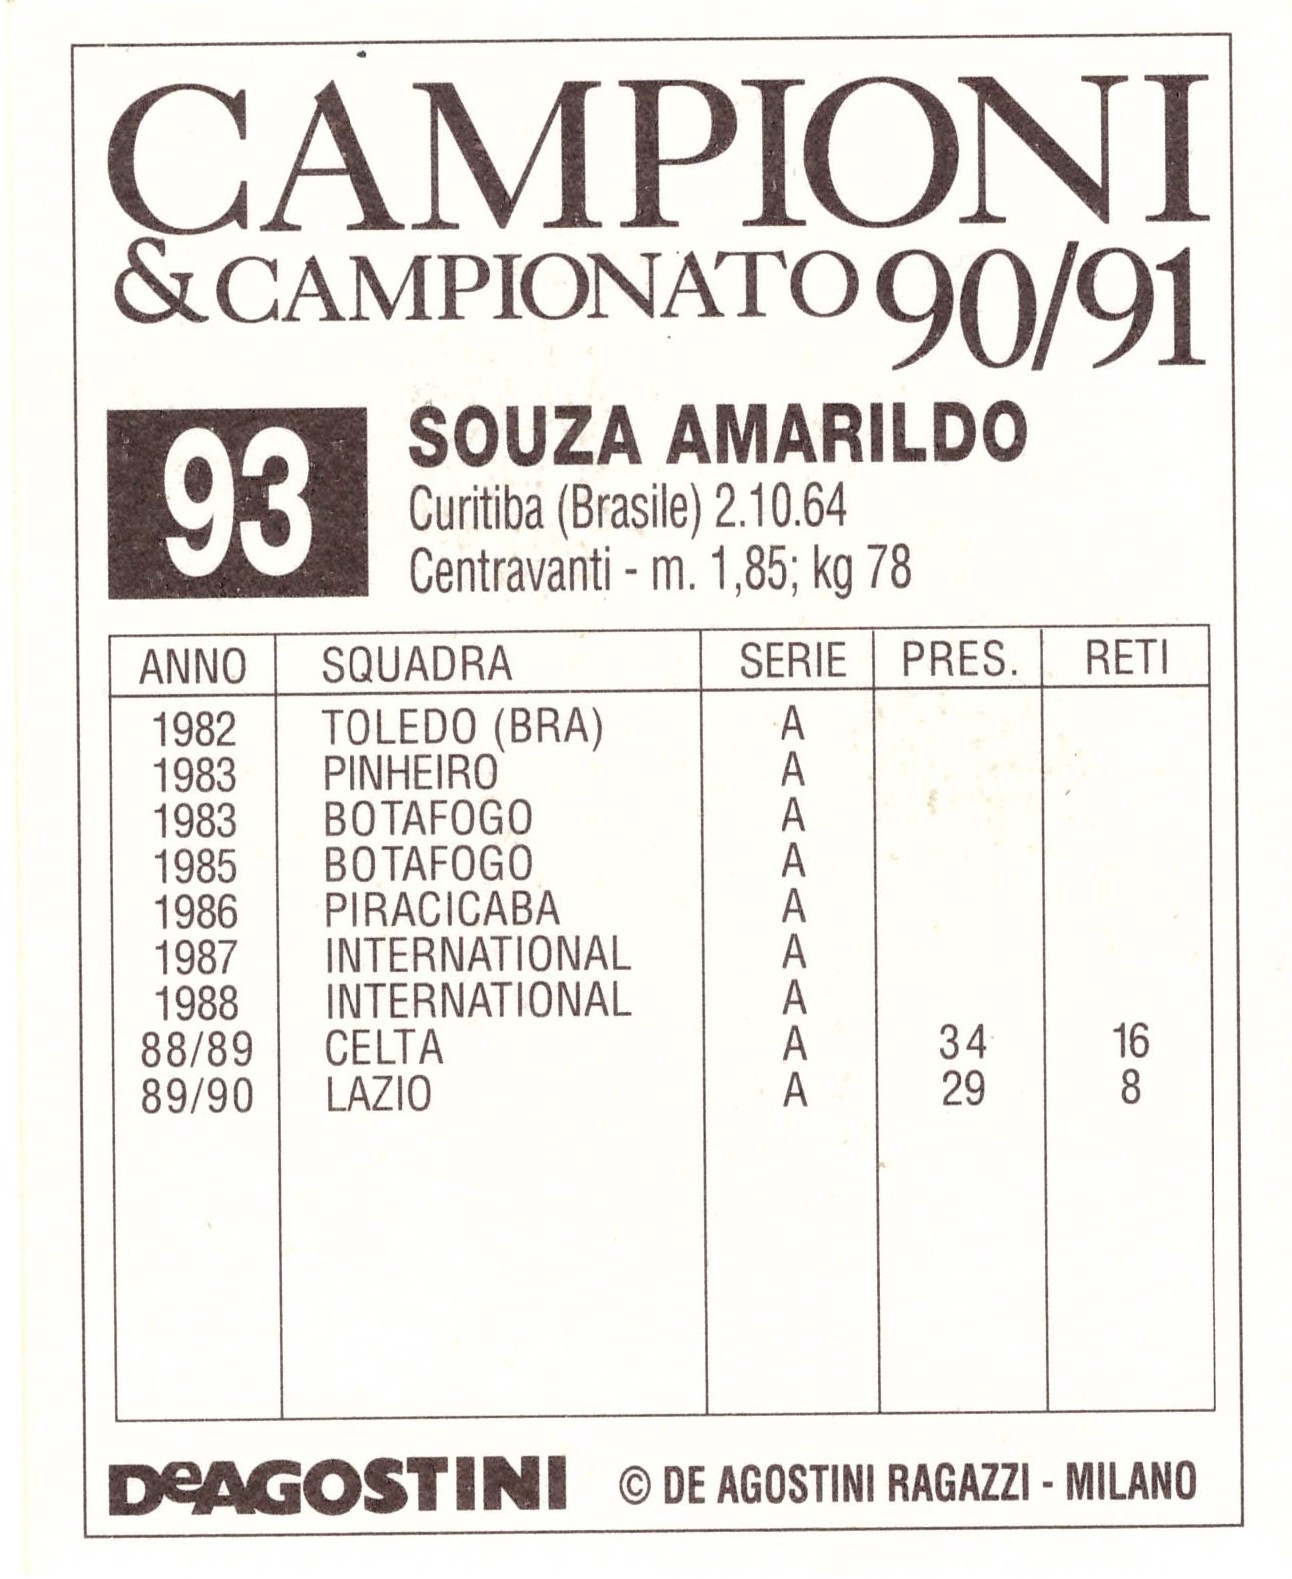 CAMPIONI
& CAMPIONATO 90/91
93
SOUZA AMARILDO
Curitiba (Brasile) 2.10.64
Centravanti - m. 1,85; kg 78
ANNO SQUADRA SERIE PRES. RETI
1982 TOLEDO (BRA) A
1983 PINHEIRO A
1983 BOTAFOGO A
1985 BOTAFOGO A
1986 PIRACICABA A
1987 INTERNATIONAL A
1988 INTERNATIONAL A
88/89 CELTA A 34 16
89/90 LAZIO A 29 8
DeAGOSTINI © DE AGOSTINI RAGAZZI - MILANO